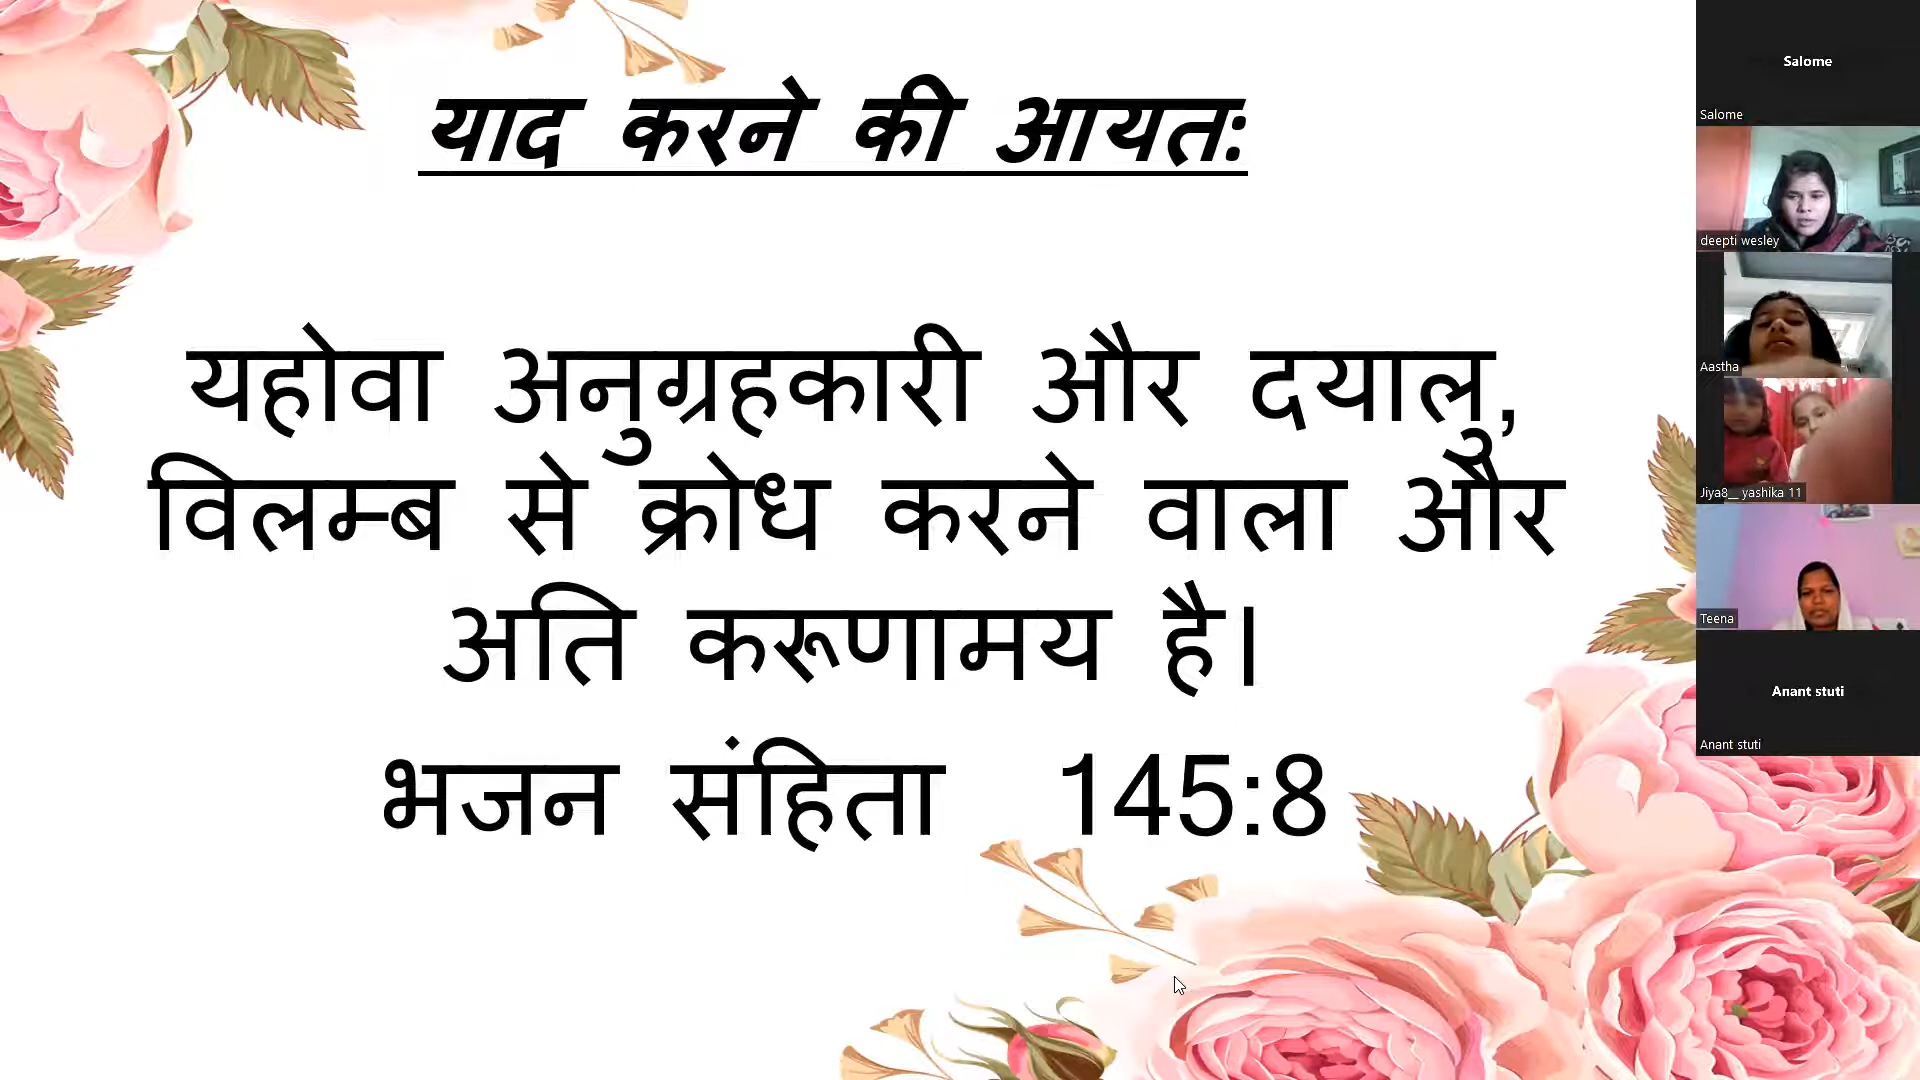 याद करने की आयतः
यहोवा अनुग्रहकारी और दयालु,
विलम्ब से क्रोध करने वाला और
अति करूणामय है।
भजन संहिता 145:8
Salome
Salome
deepti wesley
Aastha
Jiya8__ yashika 11
Teena
Anant stuti
Anant stuti